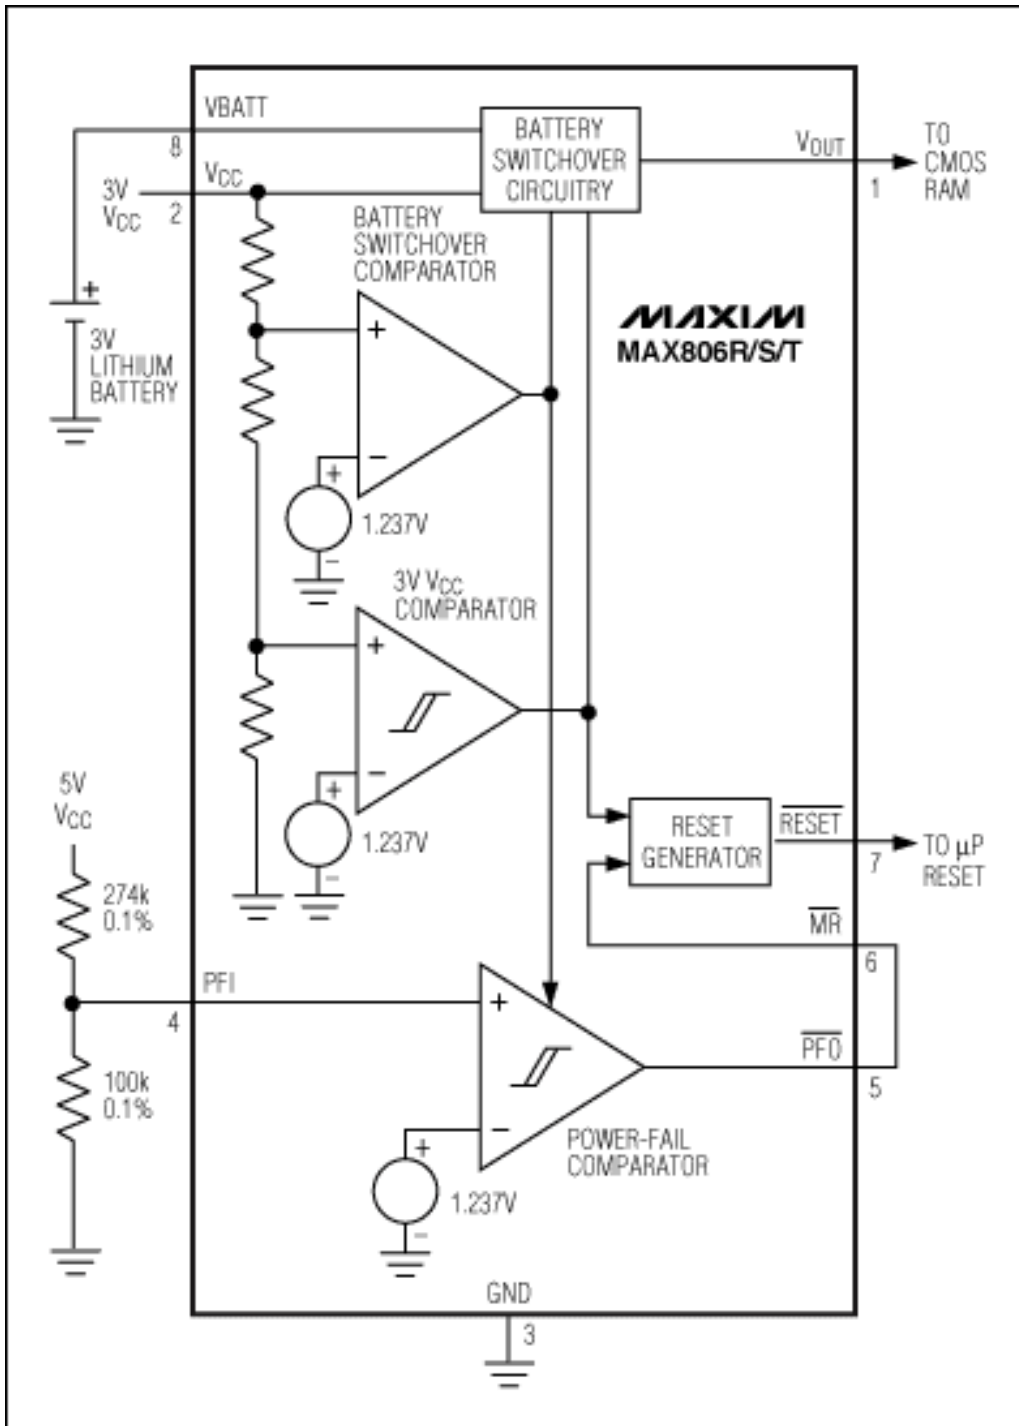 VBATT
8
BATTERY
SWITCHOVER
CIRCUITRY
VOUT
1
TO
CMOS
RAM
3V
VCC
VCC
2
BATTERY
SWITCHOVER
COMPARATOR
+
3V
LITHIUM
BATTERY
MAXIM
MAX806R/S/T
+
−
+
1.237V
−
3V VCC
COMPARATOR
+
−
+
1.237V
−
5V
VCC
274k
0.1%
RESET
GENERATOR
RESET
7
TO µP
RESET
MR
6
PFI
4
+
−
PFO
5
100k
0.1%
POWER-FAIL
COMPARATOR
+
1.237V
−
GND
3